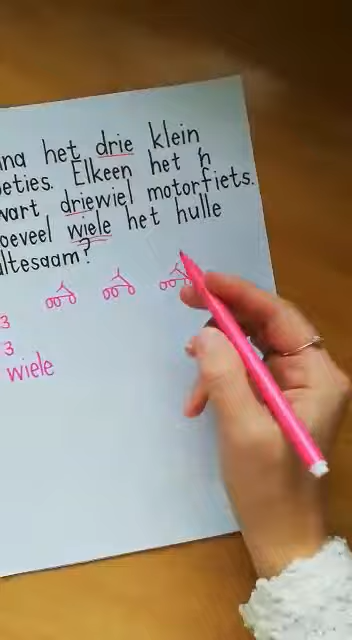 na het drie klein
eties. Elkeen het 'n
wart driewiel motorfiets.
oeveel wiele het hulle
altesaam?
3
3
wiele